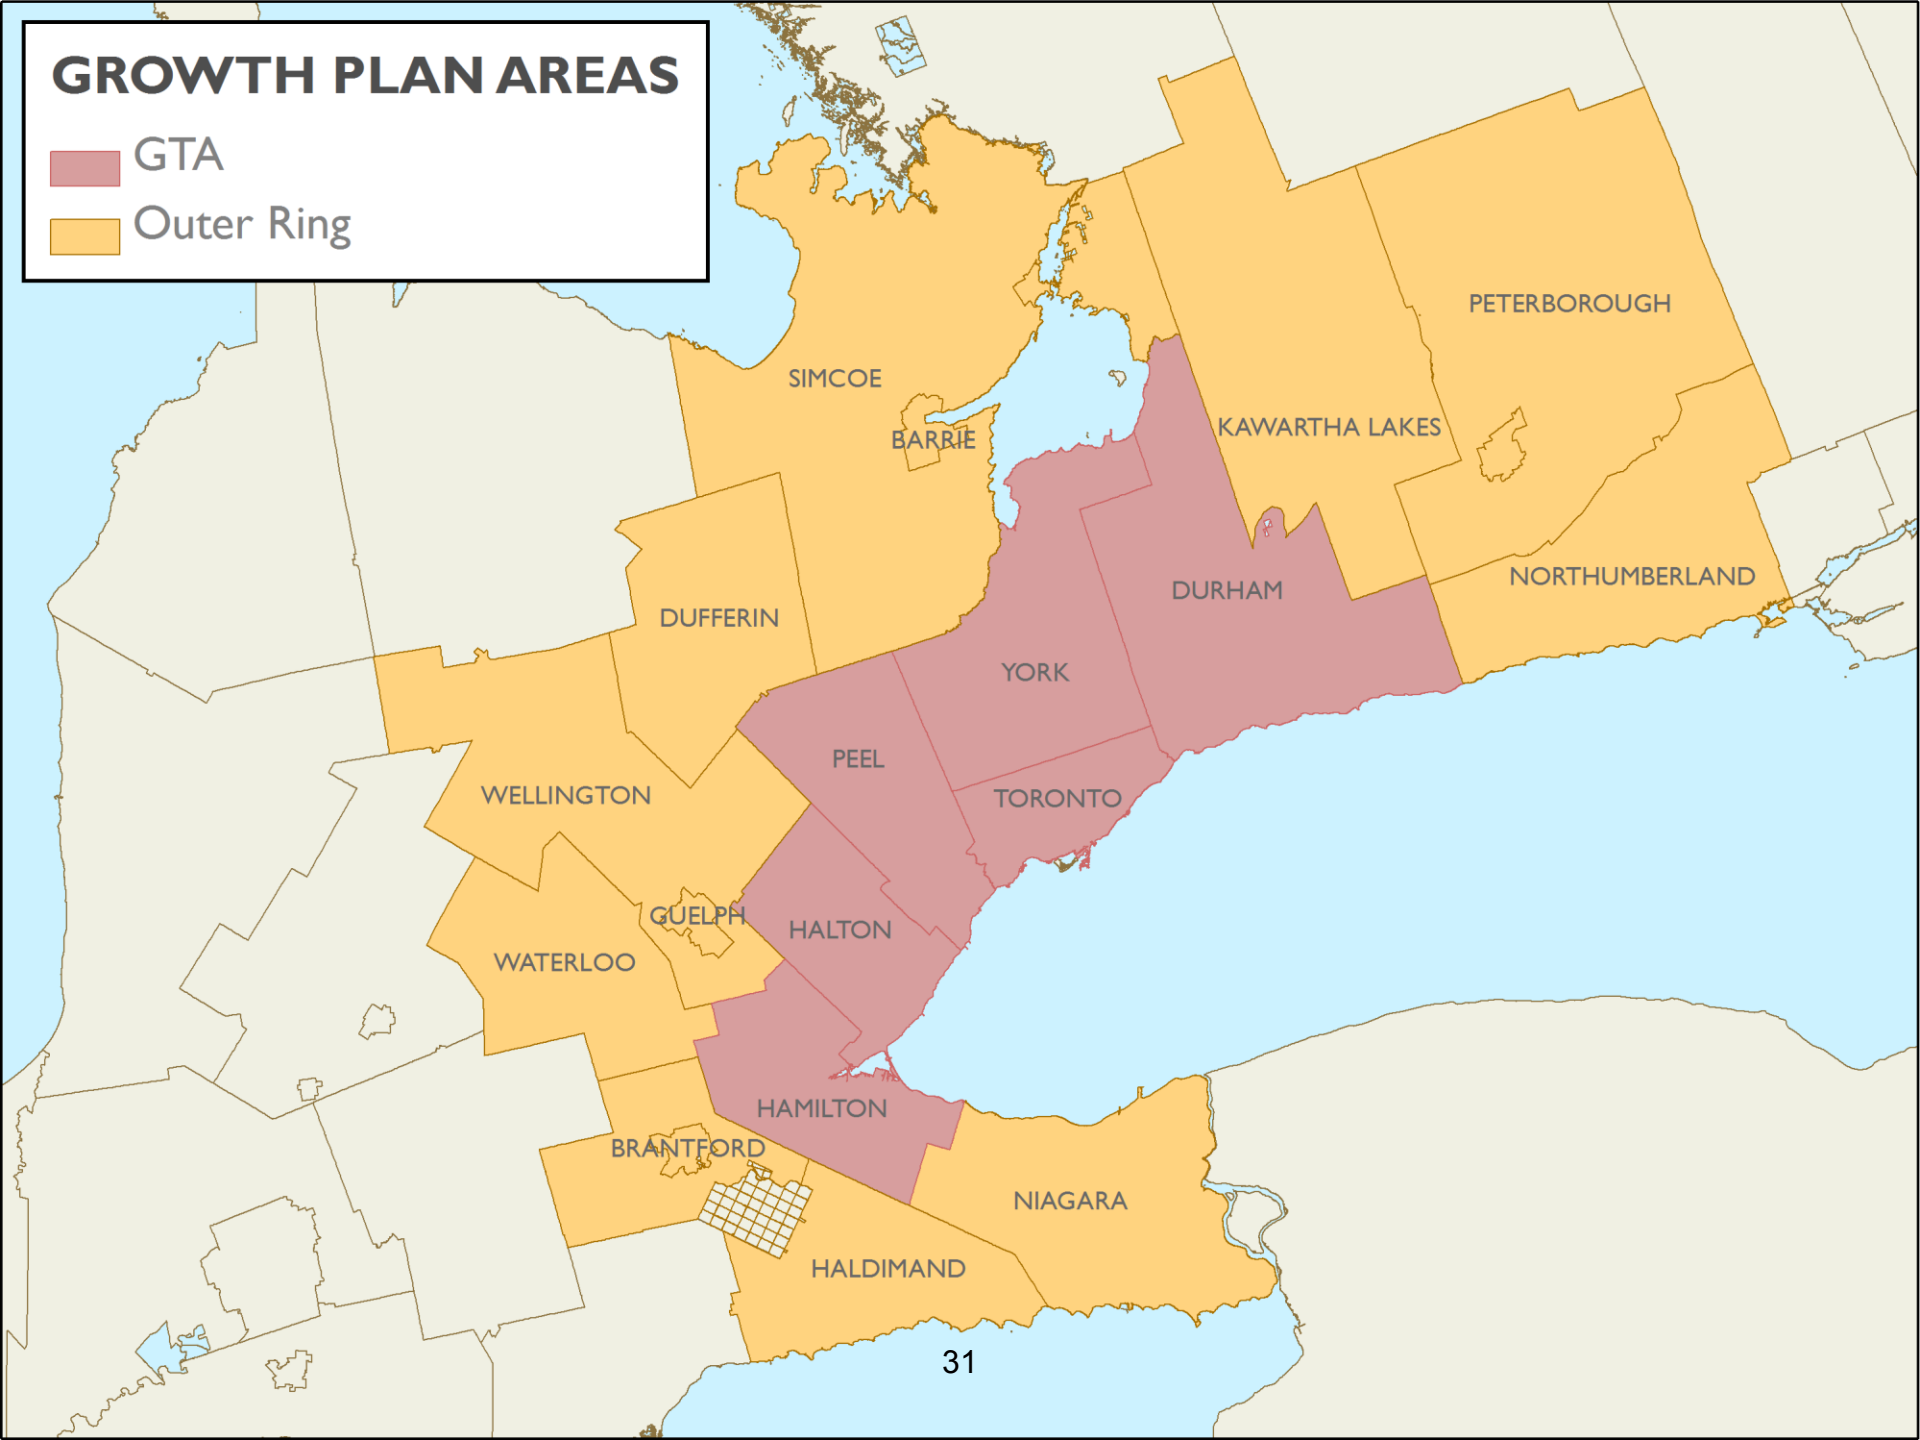 GROWTH PLAN AREAS
GTA
Outer Ring
PETERBOROUGH
SIMCOE
KAWARTHA LAKES
BARRIE
NORTHUMBERLAND
DURHAM
DUFFERIN
YORK
PEEL
WELLINGTON
TORONTO
GUELPH
HALTON
WATERLOO
HAMILTON
BRANTFORD
NIAGARA
HALDIMAND
31